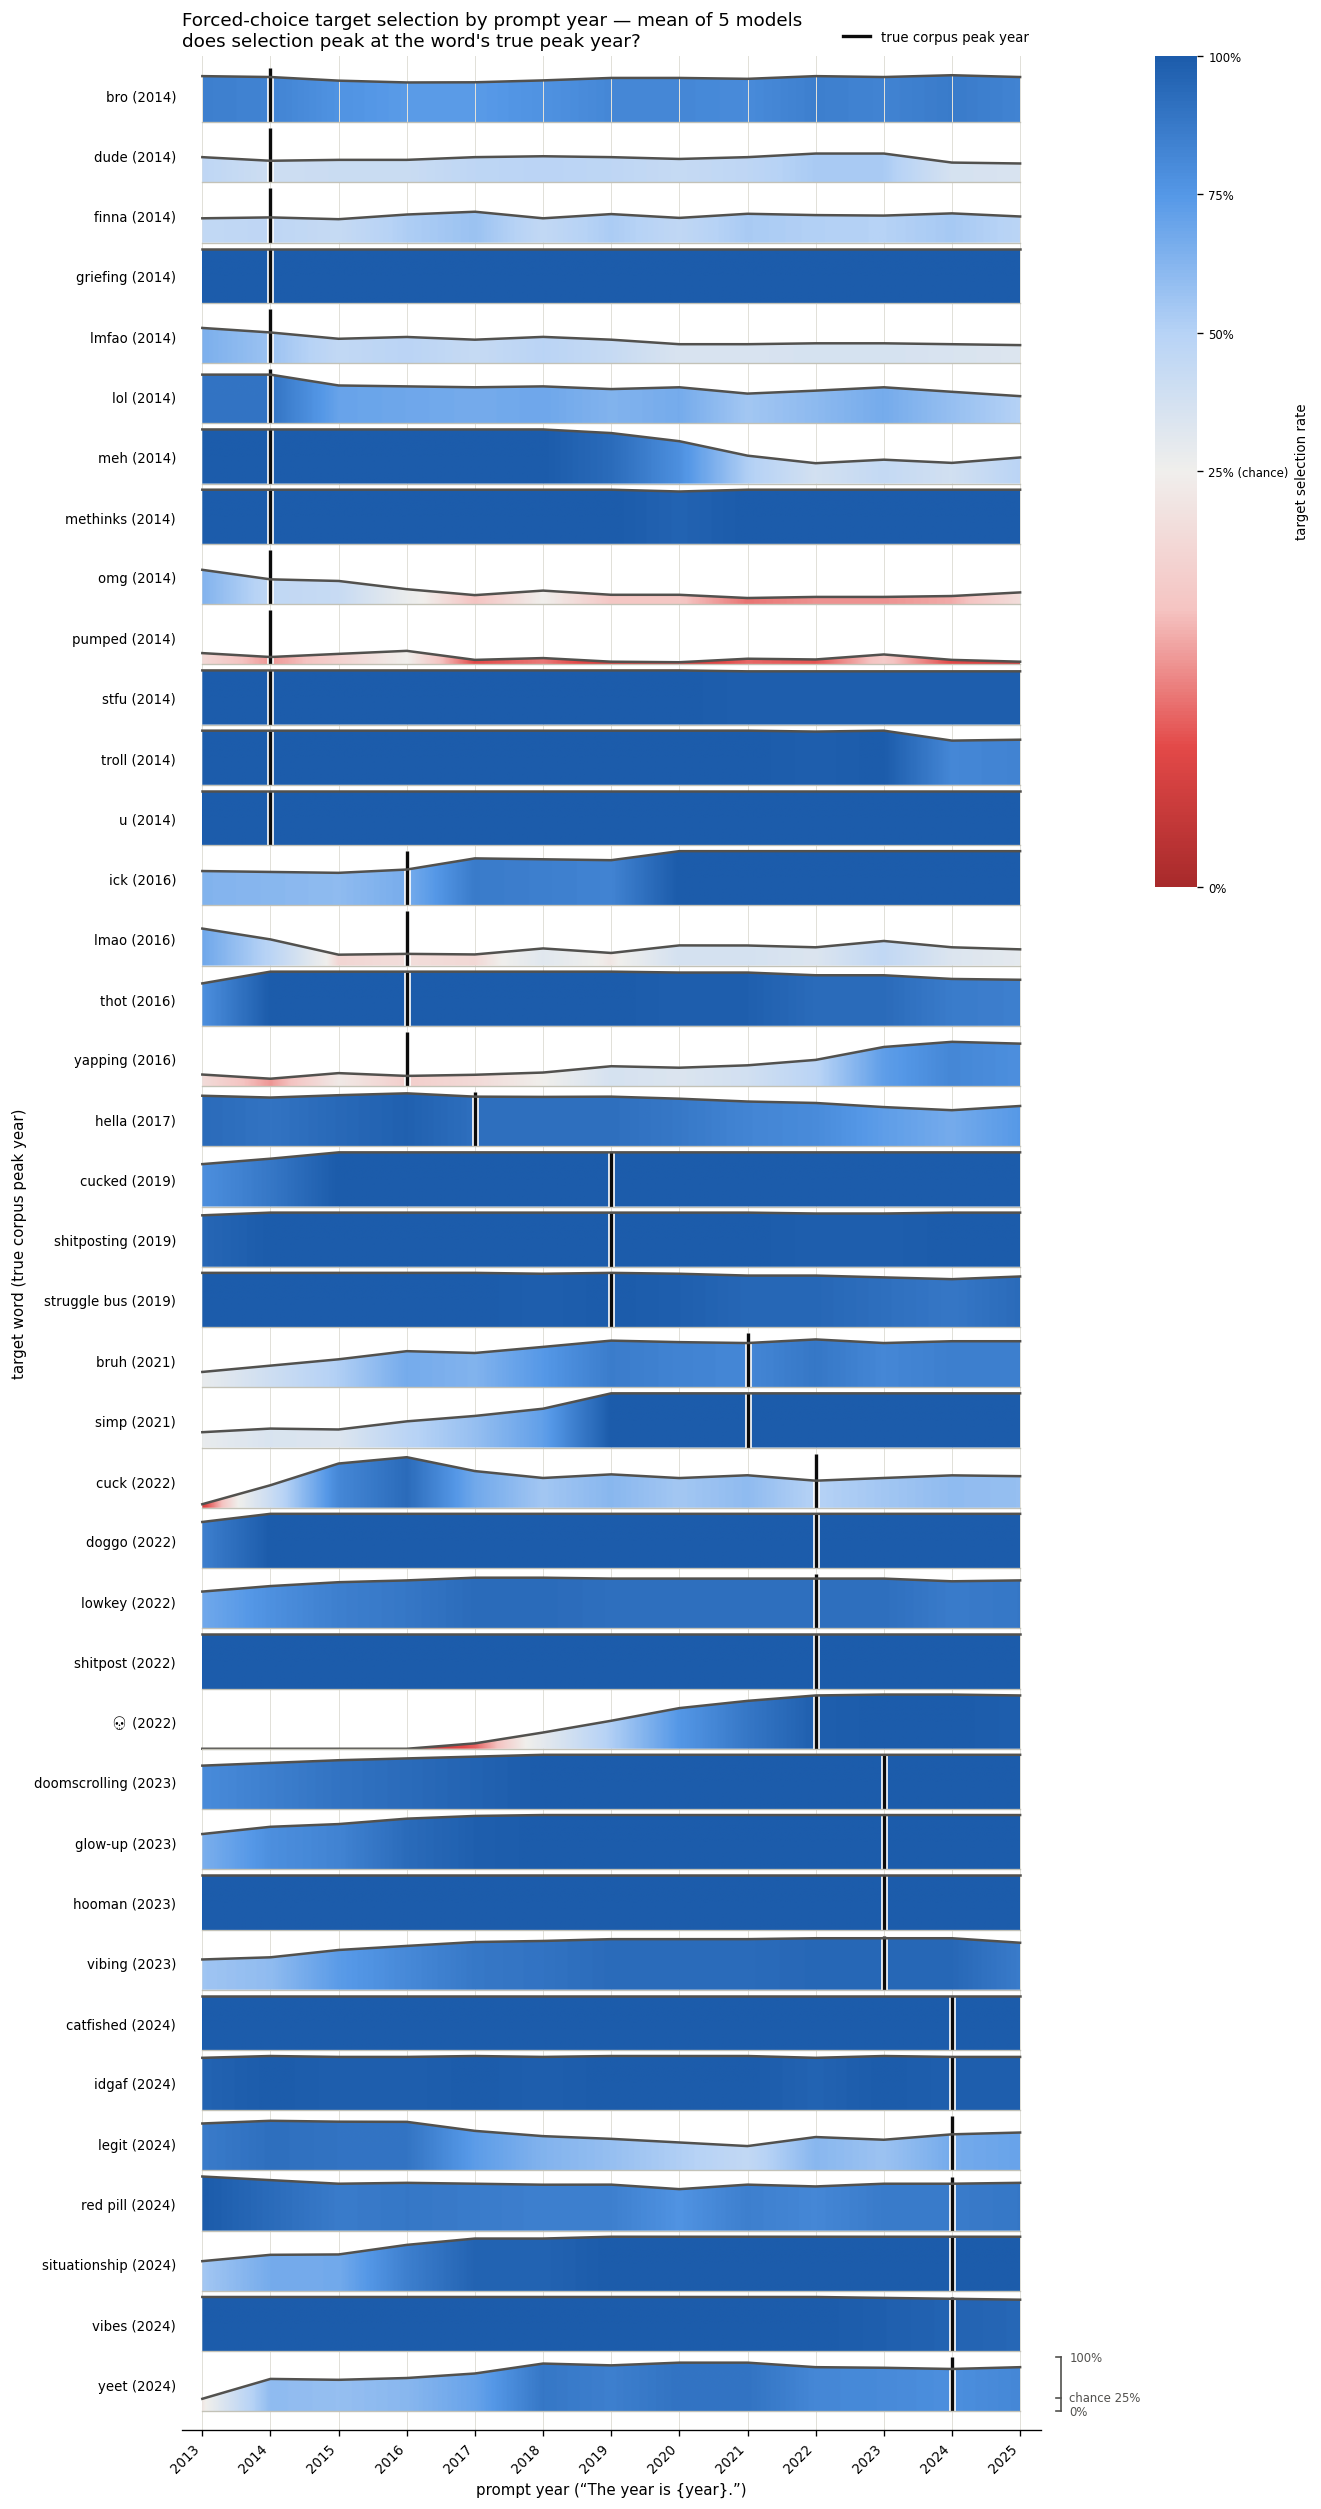 Forced-choice target selection by prompt year — mean of 5 models
does selection peak at the word's true peak year?
true corpus peak year
bro (2014)
dude (2014)
finna (2014)
griefing (2014)
lmfao (2014)
lol (2014)
meh (2014)
methinks (2014)
omg (2014)
pumped (2014)
stfu (2014)
troll (2014)
u (2014)
ick (2016)
lmao (2016)
thot (2016)
yapping (2016)
hella (2017)
cucked (2019)
shitposting (2019)
struggle bus (2019)
bruh (2021)
simp (2021)
cuck (2022)
doggo (2022)
lowkey (2022)
shitpost (2022)
💀 (2022)
doomscrolling (2023)
glow-up (2023)
hooman (2023)
vibing (2023)
catfished (2024)
idgaf (2024)
legit (2024)
red pill (2024)
situationship (2024)
vibes (2024)
yeet (2024)
target word (true corpus peak year)
100%
chance 25%
0%
2013
2014
2015
2016
2017
2018
2019
2020
2021
2022
2023
2024
2025
prompt year (“The year is {year}.”)
100%
75%
50%
25% (chance)
0%
target selection rate